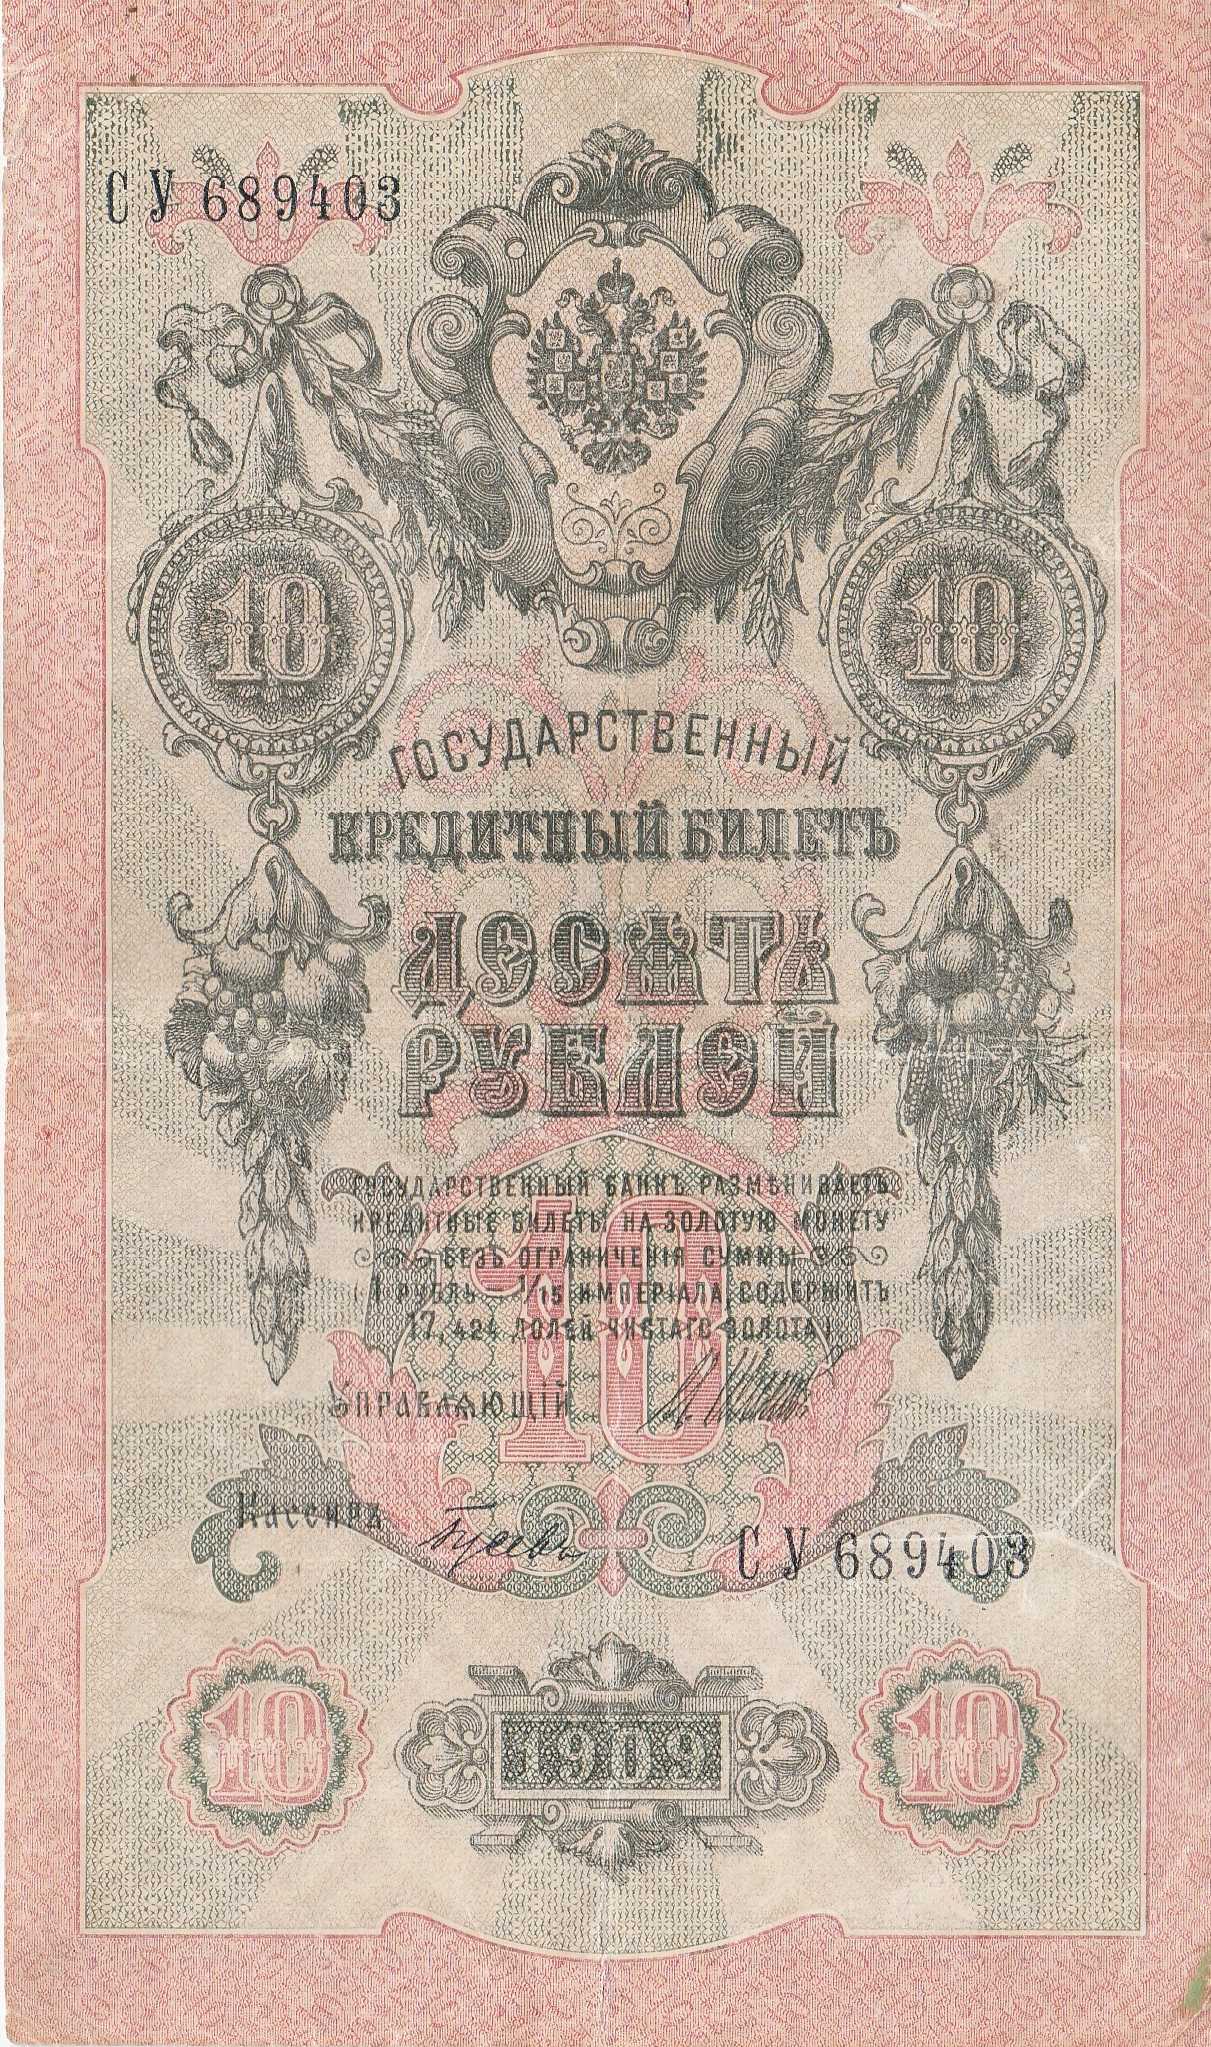 СУ 689403
10 10
ГОСУДАРСТВЕННЫЙ
КРЕДИТНЫЙ БИЛЕТЪ
ДЕСЯТЬ
РУБЛЕЙ
ГОСУДАРСТВЕННЫЙ БАНКЪ РАЗМѢНИВАЕТЪ
КРЕДИТНЫЕ БИЛЕТЫ НА ЗОЛОТУЮ МОНЕТУ
БЕЗЪ ОГРАНИЧЕНІЯ СУММЫ
(1 РУБЛЬ = 1/15 ИМПЕРІАЛА, СОДЕРЖИТЪ
17,424 ДОЛЕЙ ЧИСТАГО ЗОЛОТА)
10
УПРАВЛЯЮЩІЙ
Кассиръ
СУ 689403
10 1909 10